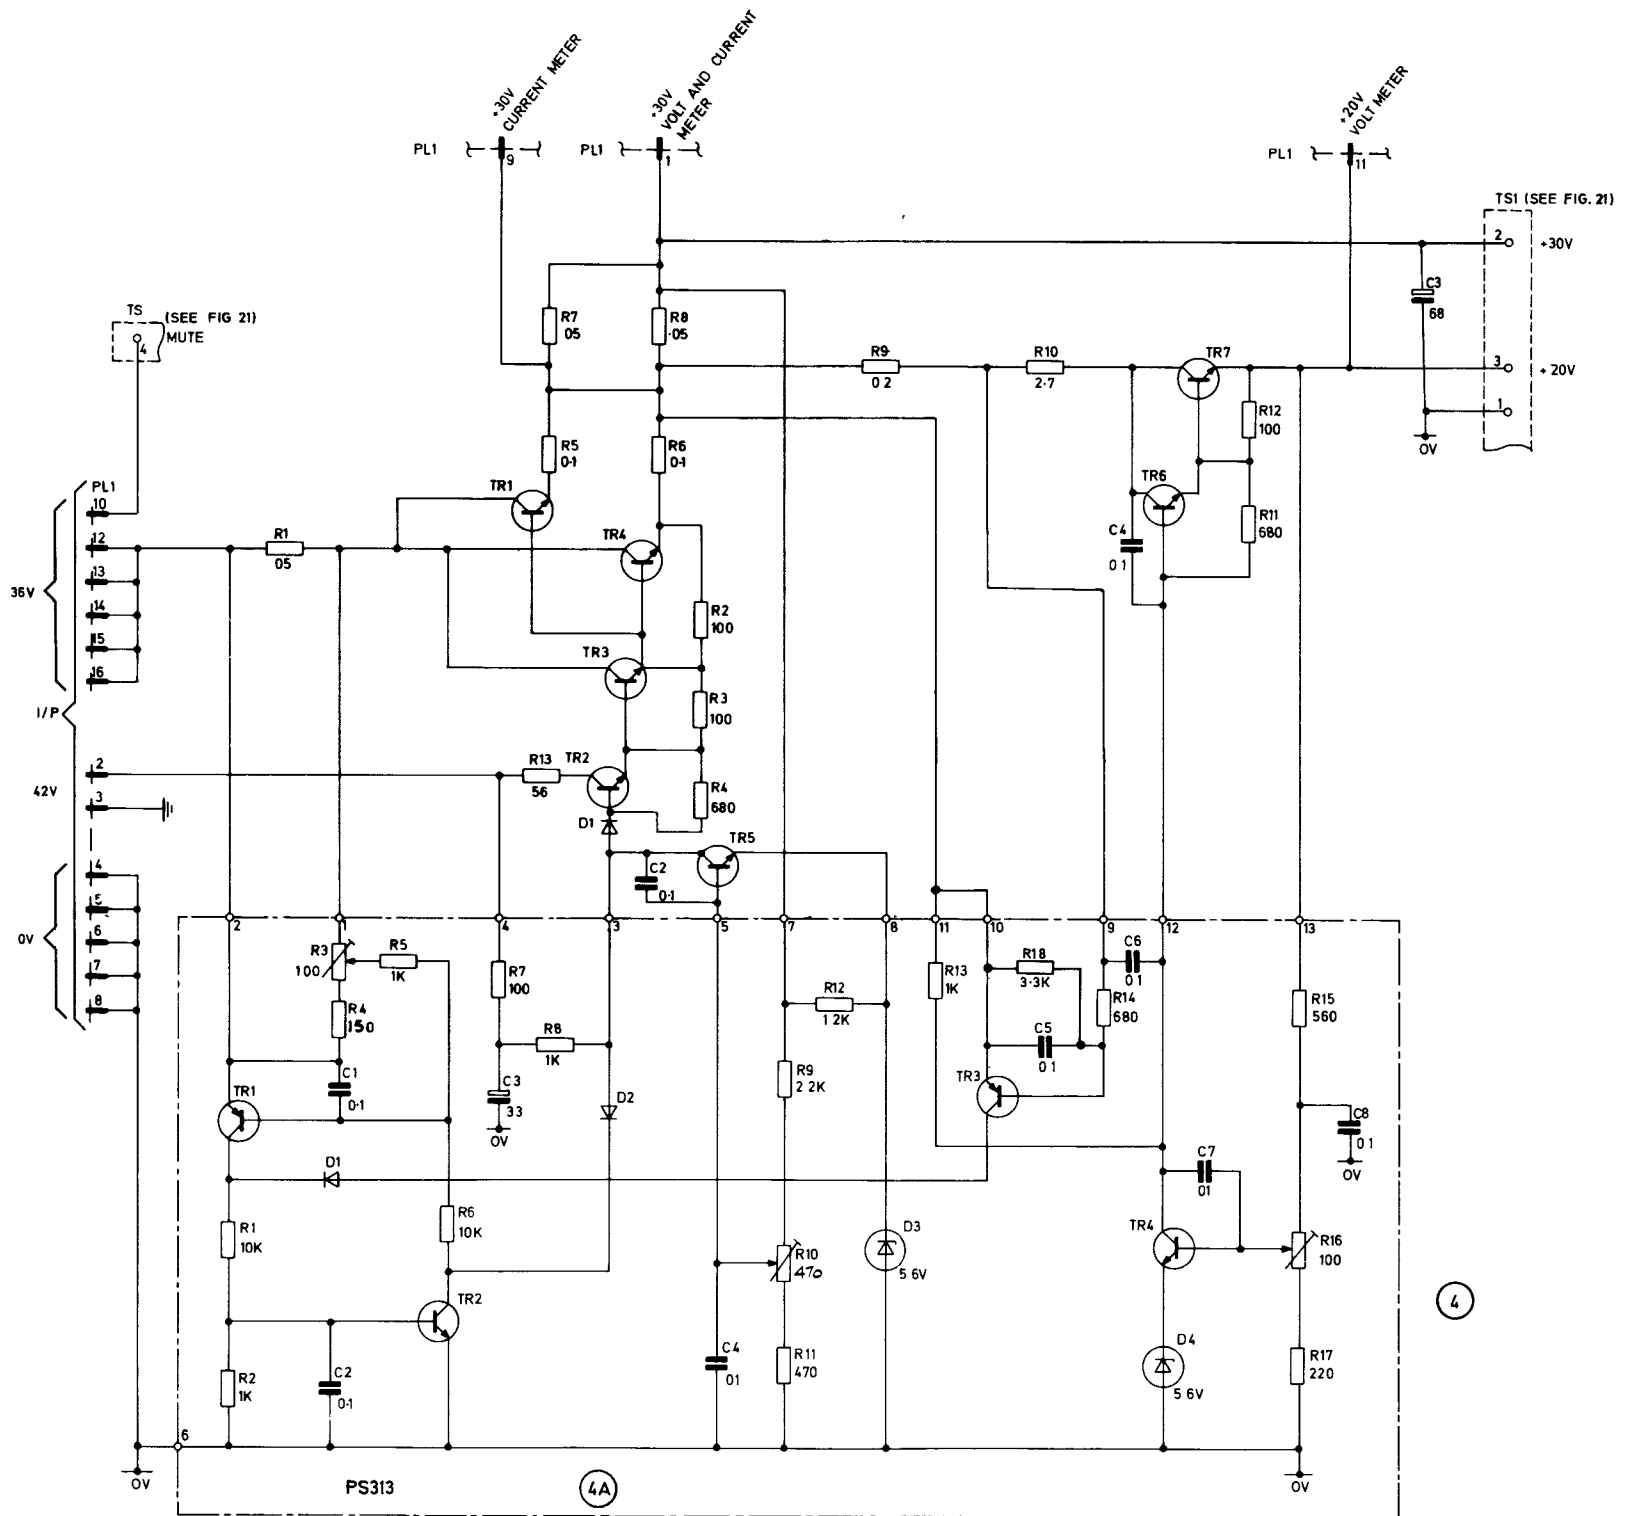 +30V
CURRENT METER
+30V
VOLT AND CURRENT
METER
+20V
VOLT METER
PL1
9
PL1
1
PL1
11
TS1 (SEE FIG. 21)
2
+30V
C3
68
3
+ 20V
1
0V
TS
(SEE FIG 21)
4
MUTE
R7
05
R8
·05
R9
0 2
R10
2·7
TR7
R12
100
R5
0·1
R6
0·1
TR1
TR6
R11
680
C4
0 1
PL1
10
12
13
14
15
16
36V
R1
05
TR4
R2
100
TR3
R3
100
I/P
2
42V
3
R13
56
TR2
R4
680
D1
TR5
C2
0·1
4
5
6
7
8
0V
2
1
4
3
5
7
8
11
10
9
12
13
R3
100
R5
1K
R4
150
C1
0·1
TR1
R7
100
R8
1K
C3
33
0V
D2
R12
1 2K
R9
2 2K
R13
1K
R18
3·3K
C6
0 1
R14
680
C5
0 1
TR3
R15
560
C8
0 1
0V
D1
R1
10K
R6
10K
TR2
R2
1K
C2
0·1
R10
470
D3
5 6V
C4
01
R11
470
C7
01
TR4
R16
100
D4
5 6V
R17
220
4
6
0V
PS313
4A
0V